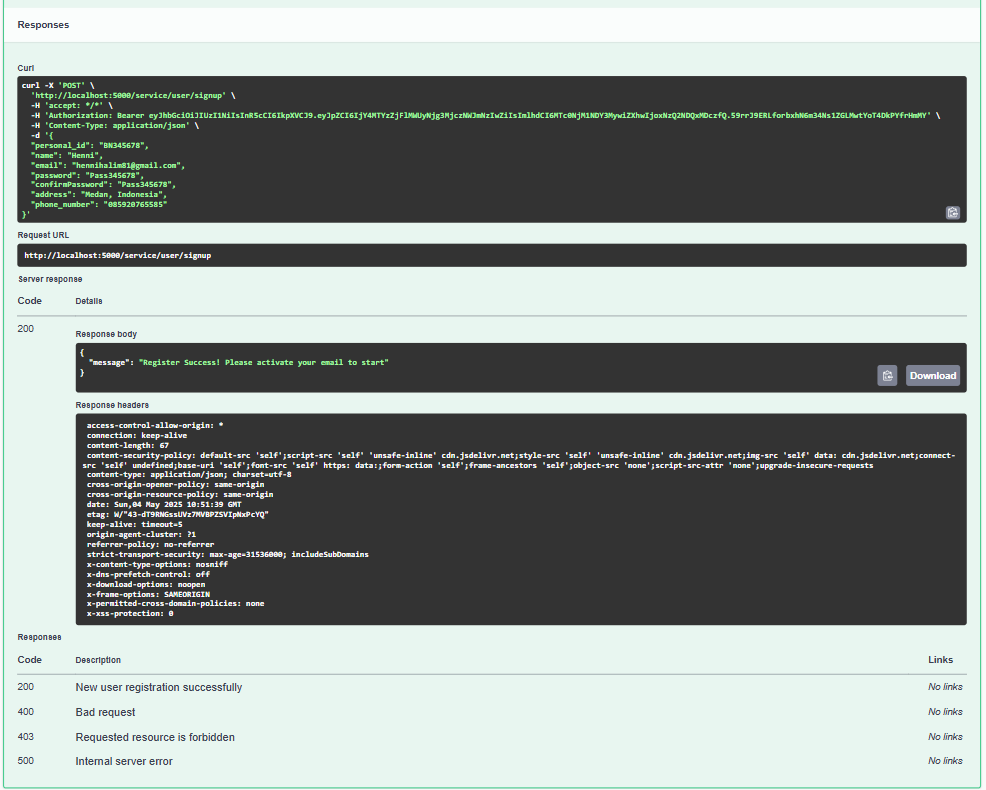 Responses
Curl
curl -X 'POST' \
'http://localhost:5000/service/user/signup' \
-H 'accept: */*' \
-H 'Authorization: Bearer \
-H 'Content-Type: application/json' \
-d '{
"personal_id": "BN345678",
"name": "Henni",
"email": "hennihalim81@gmail.com",
"password": "Pass345678",
"confirmPassword": "Pass345678",
"address": "Medan, Indonesia",
"phone_number": "085920765585"
}'
Request URL
http://localhost:5000/service/user/signup
Server response
Code Details
200
Response body
{
"message": "Register Success! Please activate your email to start"
}
Download
Response headers
access-control-allow-origin: *
connection: keep-alive
content-length: 67
content-security-policy: default-src 'self';script-src 'self' 'unsafe-inline' cdn.jsdelivr.net;style-src 'self' 'unsafe-inline' cdn.jsdelivr.net;img-src 'self' data: cdn.jsdelivr.net;connect-
src 'self' undefined;base-uri 'self';font-src 'self' https: data:;form-action 'self';frame-ancestors 'self';object-src 'none';script-src-attr 'none';upgrade-insecure-requests
content-type: application/json; charset=utf-8
cross-origin-opener-policy: same-origin
cross-origin-resource-policy: same-origin
date: Sun,04 May 2025 10:51:39 GMT
etag: W/"43-dT9RNGssUVz7MVBPZSVIpNxPcYQ"
keep-alive: timeout=5
origin-agent-cluster: ?1
referrer-policy: no-referrer
strict-transport-security: max-age=31536000; includeSubDomains
x-content-type-options: nosniff
x-dns-prefetch-control: off
x-download-options: noopen
x-frame-options: SAMEORIGIN
x-permitted-cross-domain-policies: none
x-xss-protection: 0
Responses
Code Description Links
200 New user registration successfully No links
400 Bad request No links
403 Requested resource is forbidden No links
500 Internal server error No links